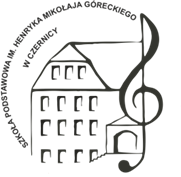 SZKOŁA PODSTAWOWA IM. HENRYKA MIKOŁAJA GÓRECKIEGO
W CZERNICY